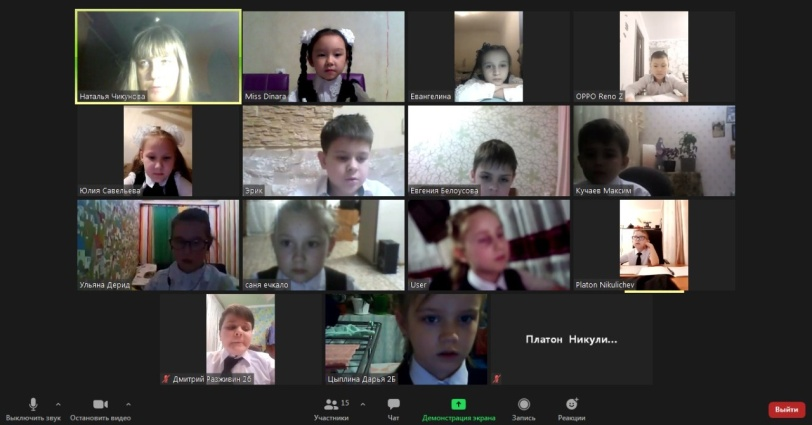 Наталья Чикунова
Miss Dinara
Евангелина
OPPO Reno Z
Юлия Савельева
Эрик
Евгения Белоусова
Кучаев Максим
Ульяна Дерид
саня ечкало
User
Platon Nikulichev
Дмитрий Разживин 2б
Цыплина Дарья 2Б
Платон Никули...
Выключить звук
Остановить видео
Участники
15
Чат
Демонстрация экрана
Запись
Реакции
Выйти